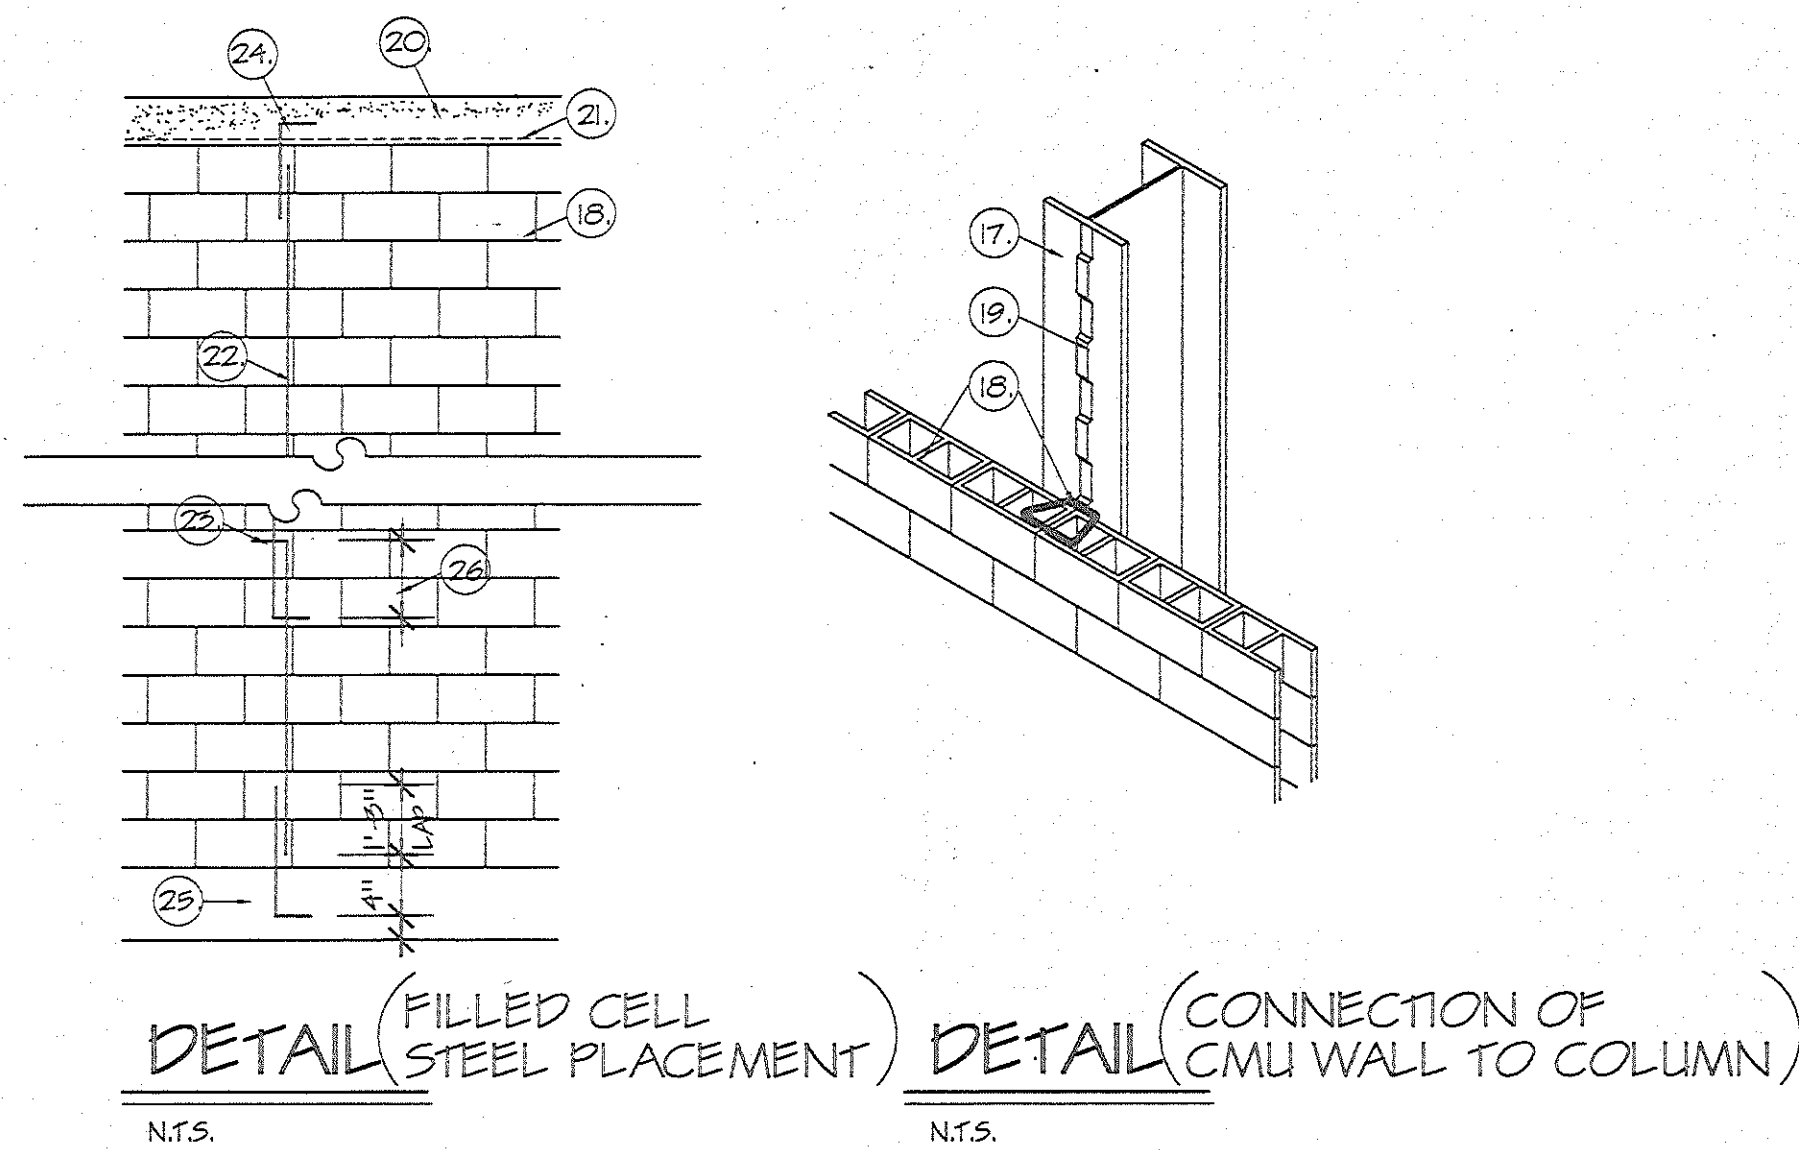 24.
20.
21.
18.
22.
23.
26.
1'-3"
LAP
4"
25.
17.
19.
18.
DETAIL (FILLED CELL
STEEL PLACEMENT)
N.T.S.
DETAIL (CONNECTION OF
CMU WALL TO COLUMN)
N.T.S.